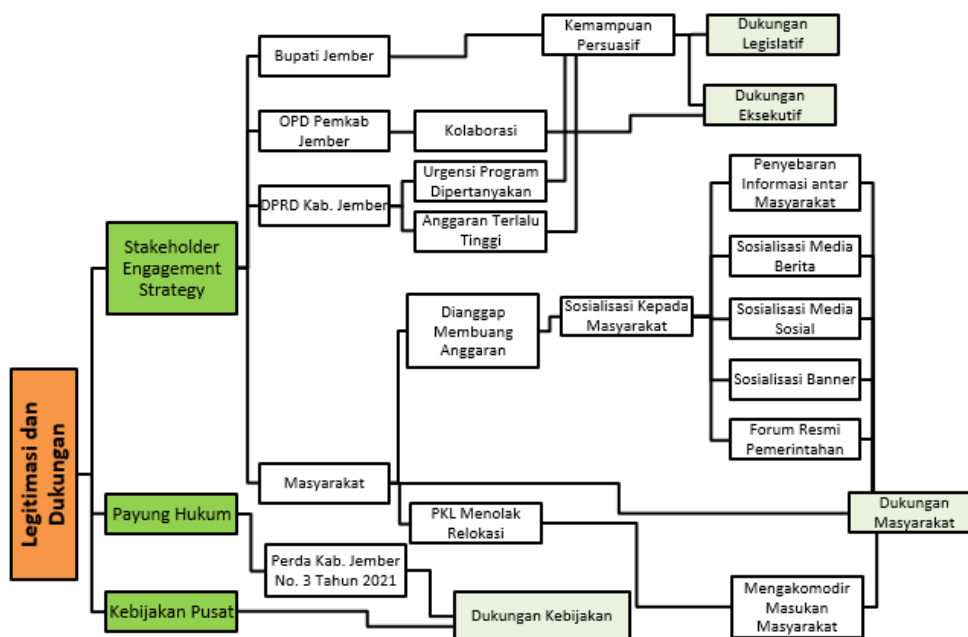 Legitimasi dan
Dukungan
Stakeholder
Engagement
Strategy
Payung Hukum
Kebijakan Pusat
Bupati Jember
OPD Pemkab
Jember
DPRD Kab. Jember
Masyarakat
Perda Kab. Jember
No. 3 Tahun 2021
Kolaborasi
Urgensi Program
Dipertanyakan
Anggaran Terlalu
Tinggi
Dianggap
Membuang
Anggaran
PKL Menolak
Relokasi
Dukungan Kebijakan
Kemampuan
Persuasif
Sosialisasi Kepada
Masyarakat
Dukungan
Legislatif
Dukungan
Eksekutif
Penyebaran
Informasi antar
Masyarakat
Sosialisasi Media
Berita
Sosialisasi Media
Sosial
Sosialisasi Banner
Forum Resmi
Pemerintahan
Dukungan
Masyarakat
Mengakomodir
Masukan
Masyarakat